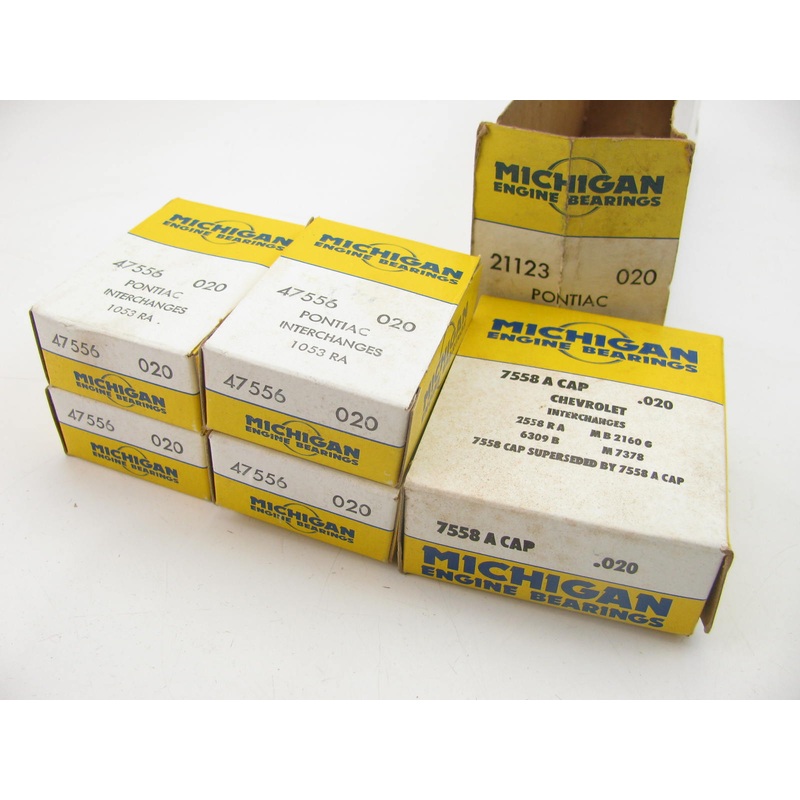 MICHIGAN
ENGINE BEARINGS
21123 020
PONTIAC
MICHIGAN
ENGINE BEARINGS
47556 020
PONTIAC
INTERCHANGES
1053 RA
47556 020
MICHIGAN
ENGINE BEARINGS
MICHIGAN
ENGINE BEARINGS
47556 020
PONTIAC
INTERCHANGES
1053 RA
47556 020
MICHIGAN
ENGINE BEARINGS
47556 020
MICHIGAN
ENGINE BEARINGS
47556 020
MICHIGAN
ENGINE BEARINGS
MICHIGAN
ENGINE BEARINGS
7558 A CAP .020
CHEVROLET
INTERCHANGES
2558 R A M B 2160 G
6309 B M 7378
7558 CAP SUPERSEDED BY 7558 A CAP
7558 A CAP .020
MICHIGAN
ENGINE BEARINGS